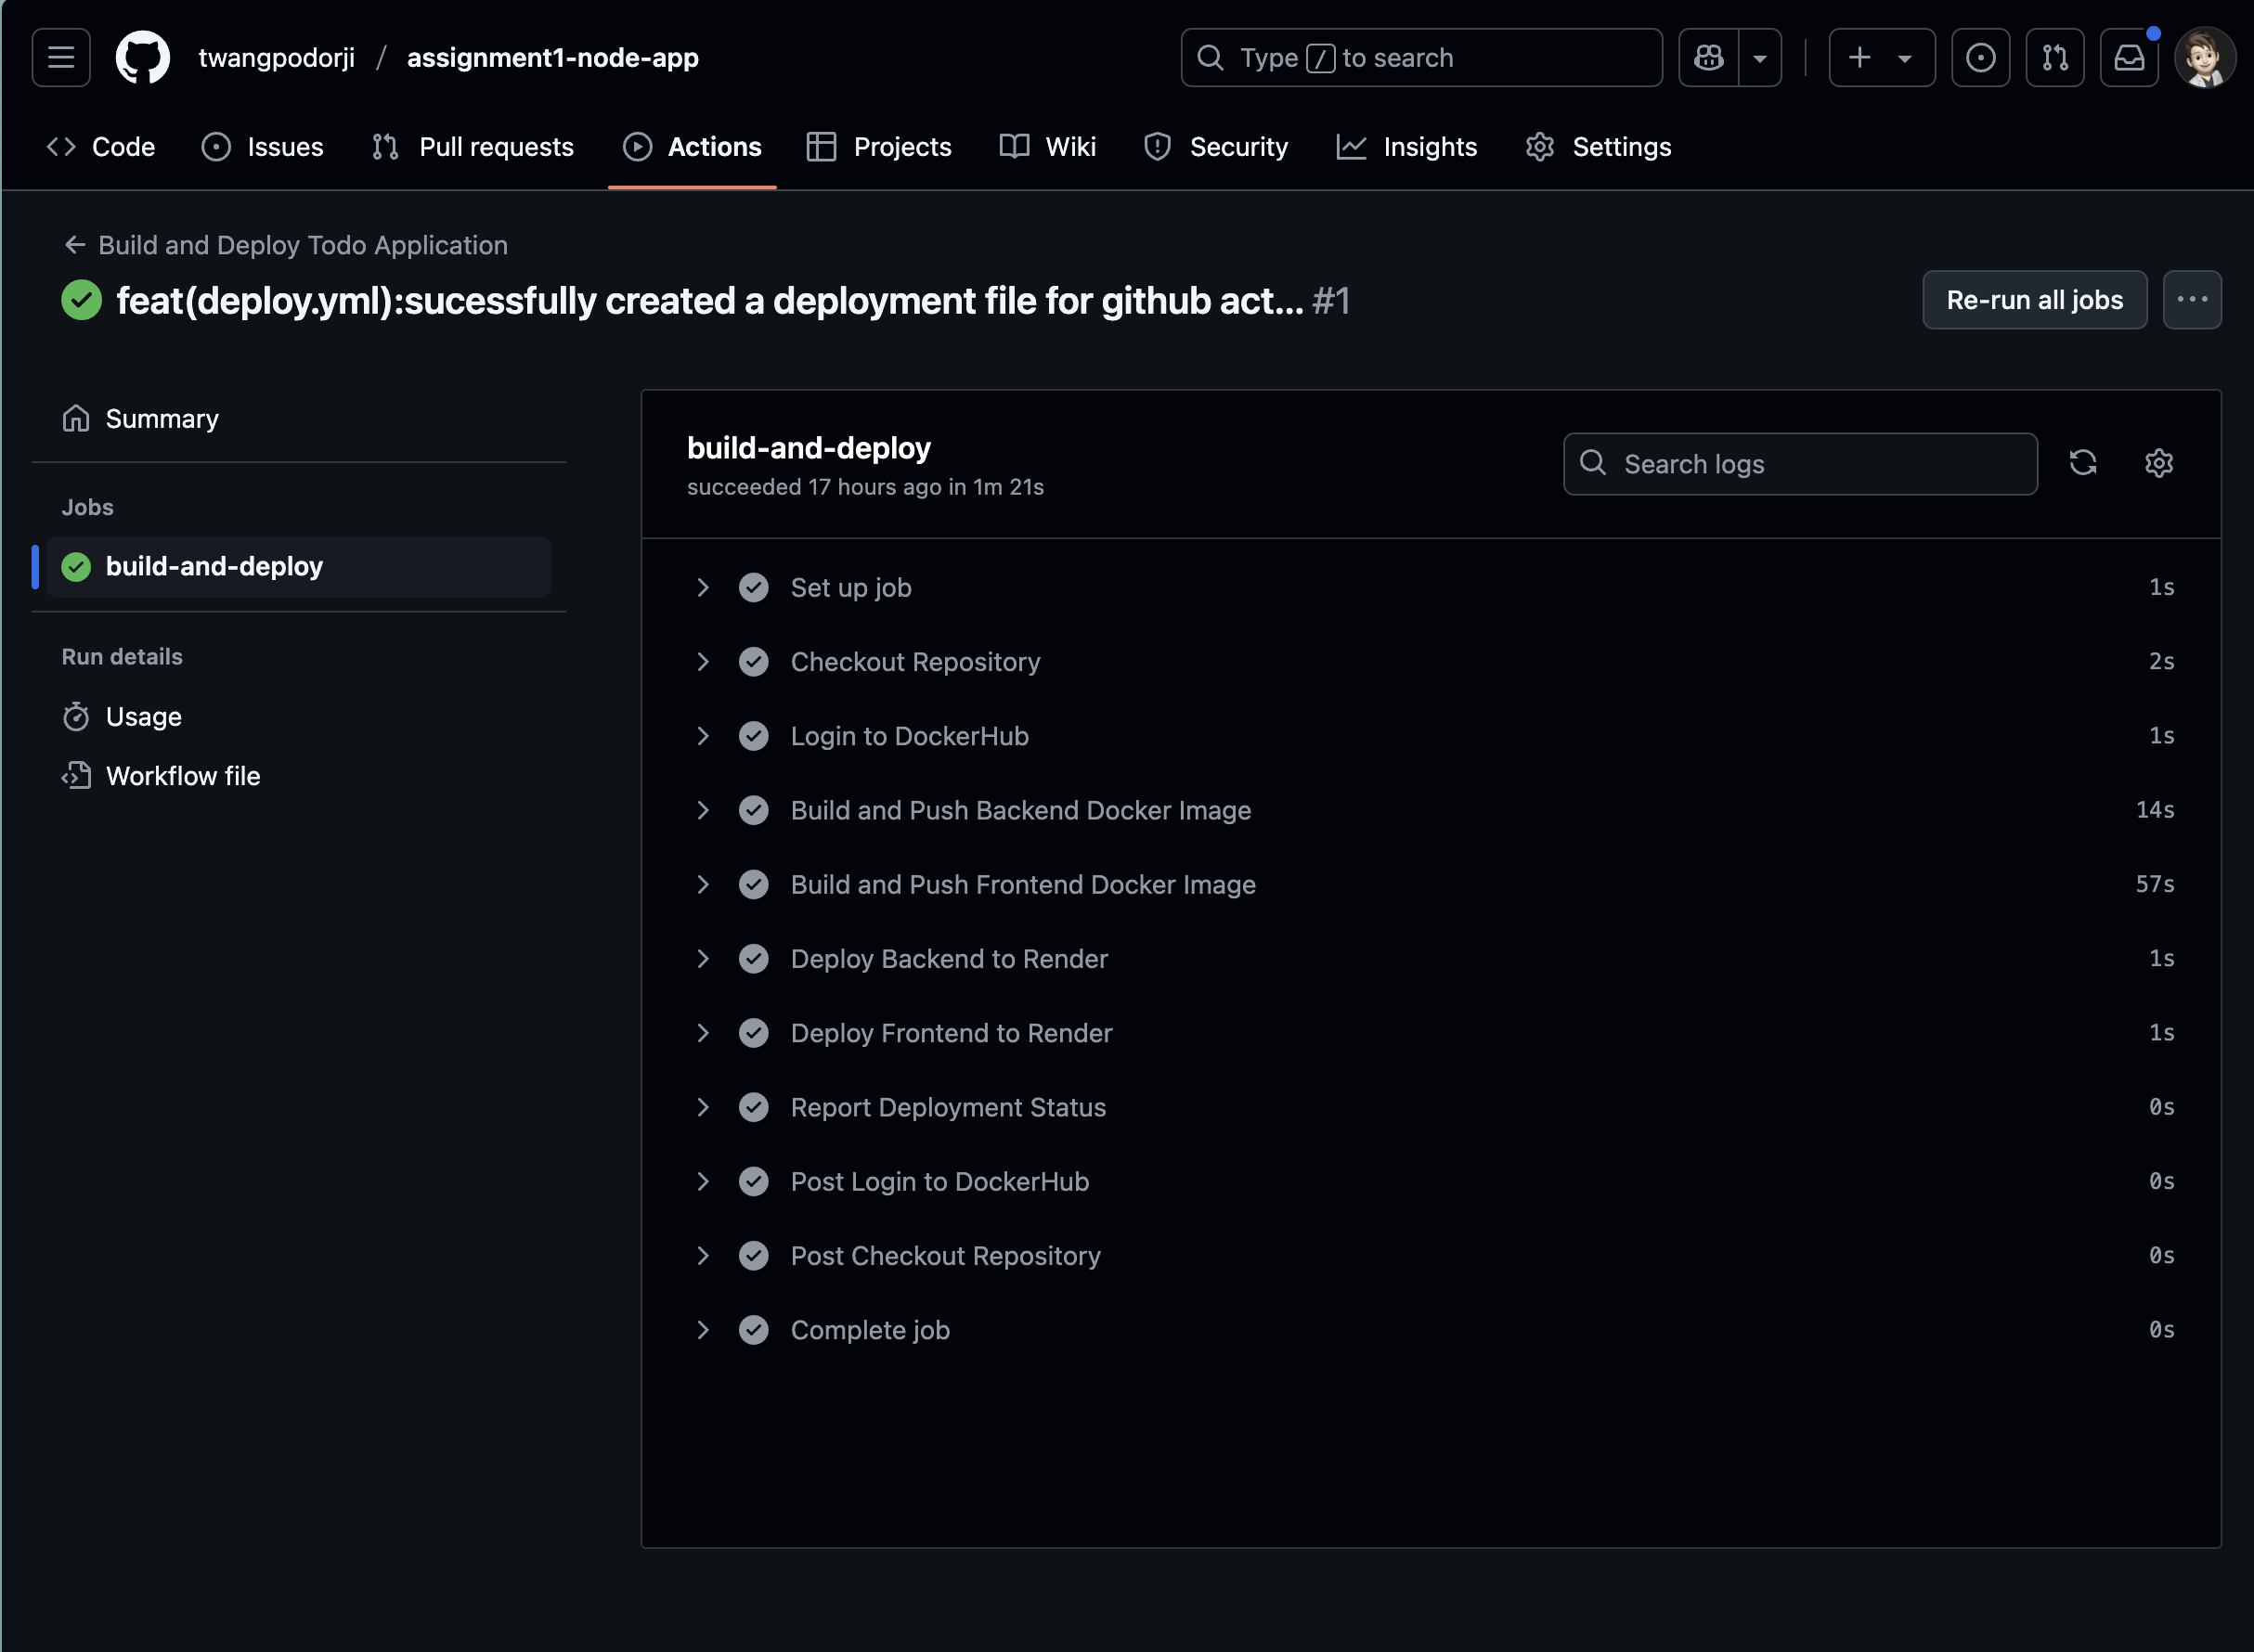 twangpodorji / assignment1-node-app
Type / to search
Code Issues Pull requests Actions Projects Wiki Security Insights Settings
Build and Deploy Todo Application
feat(deploy.yml):sucessfully created a deployment file for github act... #1
Re-run all jobs
Summary
Jobs
build-and-deploy
Run details
Usage
Workflow file
build-and-deploy
succeeded 17 hours ago in 1m 21s
Search logs
Set up job 1s
Checkout Repository 2s
Login to DockerHub 1s
Build and Push Backend Docker Image 14s
Build and Push Frontend Docker Image 57s
Deploy Backend to Render 1s
Deploy Frontend to Render 1s
Report Deployment Status 0s
Post Login to DockerHub 0s
Post Checkout Repository 0s
Complete job 0s